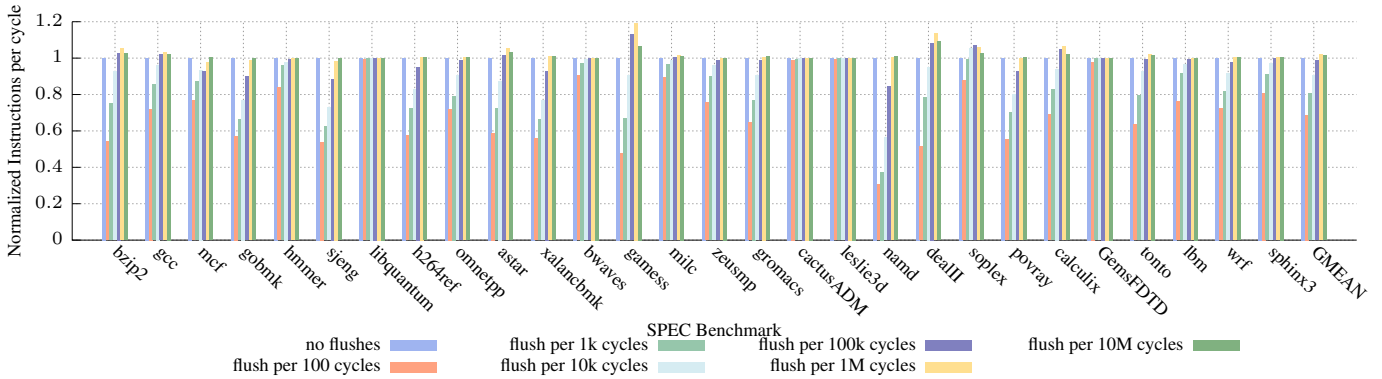 Normalized Instructions per cycle
1.2
1
0.8
0.6
0.4
0.2
0
bzip2
gcc
mcf
gobmk
hmmer
sjeng
libquantum
h264ref
omnetpp
astar
xalancbmk
bwaves
gamess
milc
zeusmp
gromacs
cactusADM
leslie3d
namd
dealII
soplex
povray
calculix
GemsFDTD
tonto
lbm
wrf
sphinx3
GMEAN
SPEC Benchmark
no flushes flush per 1k cycles flush per 100k cycles flush per 10M cycles
flush per 100 cycles flush per 10k cycles flush per 1M cycles